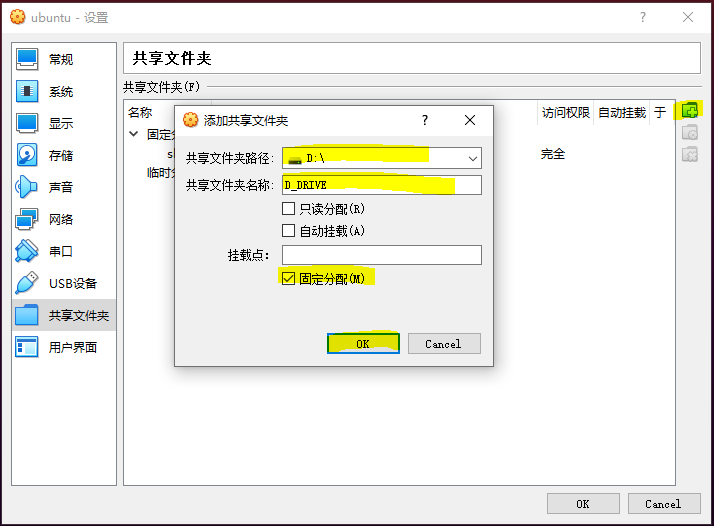 ubuntu - 设置
常规
系统
显示
存储
声音
网络
串口
USB设备
共享文件夹
用户界面
共享文件夹
共享文件夹(F)
名称
访问权限 自动挂载 于
固定分
完全
临时分
添加共享文件夹
共享文件夹路径: D:\
共享文件夹名称: D_DRIVE
只读分配(R)
自动挂载(A)
挂载点:
固定分配(M)
OK Cancel
OK Cancel